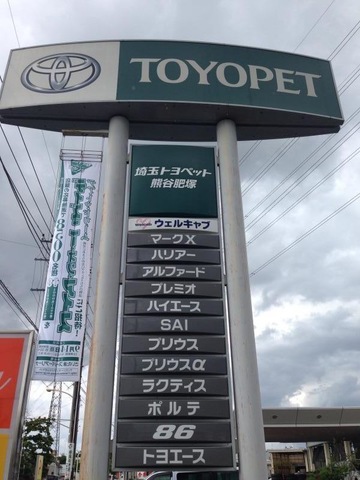 TOYOPET
埼玉トヨペット
熊谷肥塚
ウェルキャブ
マークX
ハリアー
アルファード
プレミオ
ハイエース
SAI
プリウス
プリウスα
ラクティス
ポルテ
86
トヨエース